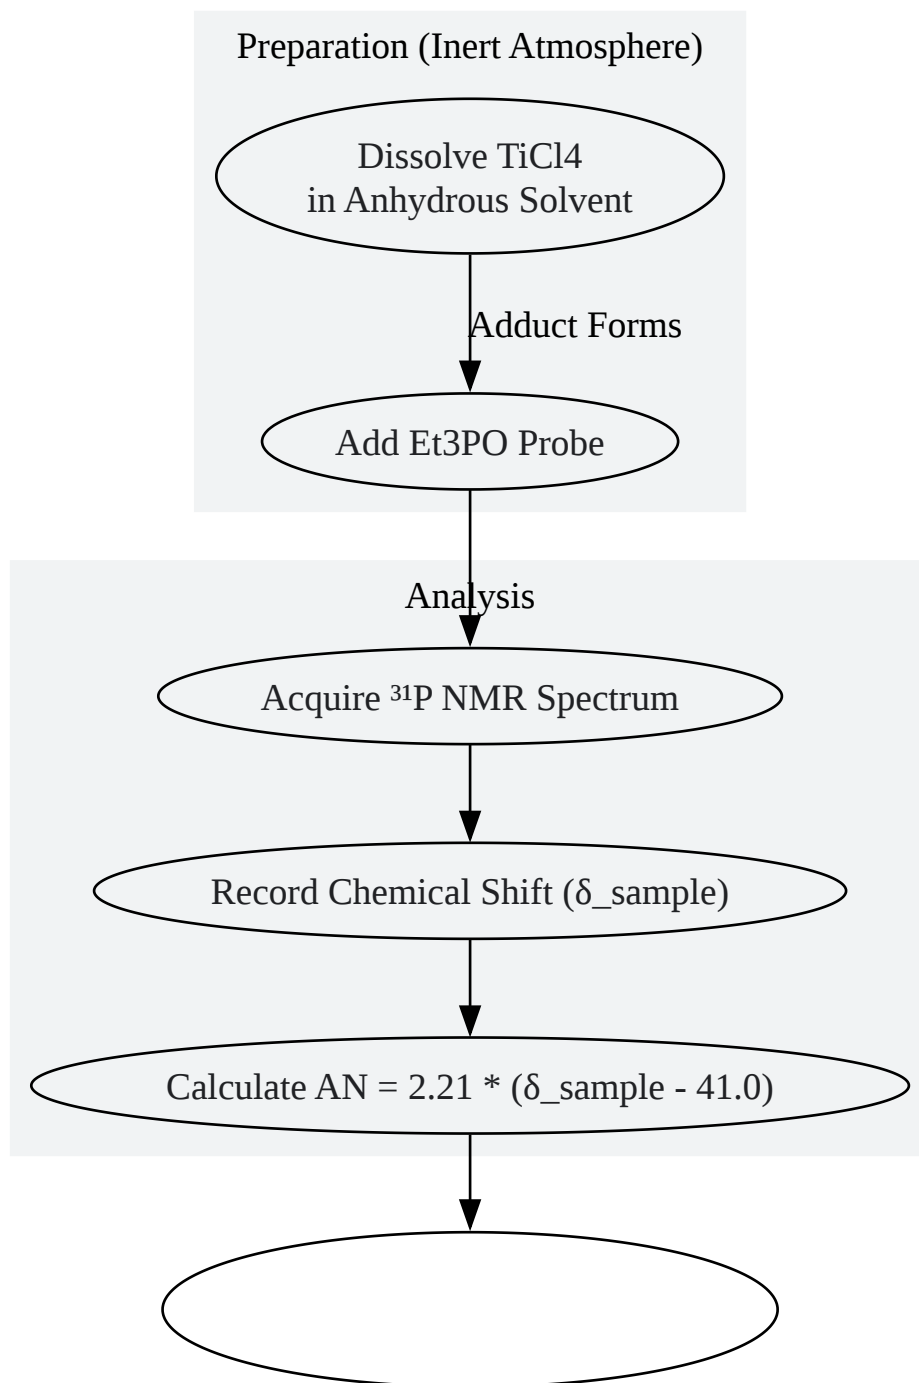 Preparation (Inert Atmosphere)
Dissolve TiCl4
in Anhydrous Solvent
Adduct Forms
Add Et3PO Probe
Analysis
Acquire ³¹P NMR Spectrum
Record Chemical Shift (δ_sample)
Calculate AN = 2.21 * (δ_sample - 41.0)